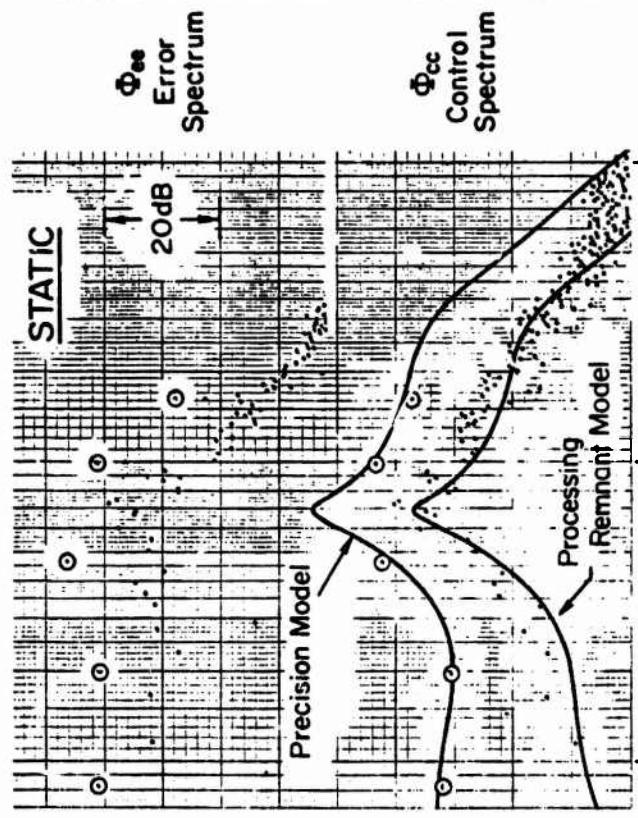 STATIC
20dB
Φee
Error
Spectrum
Φcc
Control
Spectrum
Precision Model
Processing
Remnant Model